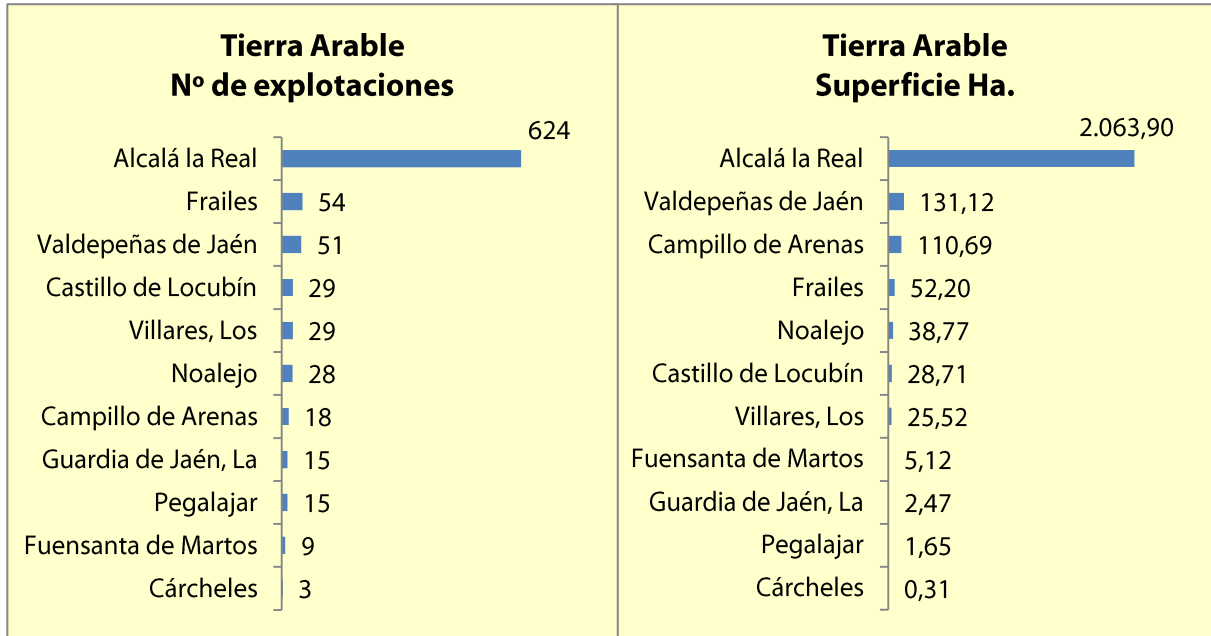 Tierra Arable
Nº de explotaciones
Alcalá la Real 624
Frailes 54
Valdepeñas de Jaén 51
Castillo de Locubín 29
Villares, Los 29
Noalejo 28
Campillo de Arenas 18
Guardia de Jaén, La 15
Pegalajar 15
Fuensanta de Martos 9
Cárcheles 3
Tierra Arable
Superficie Ha.
Alcalá la Real 2.063,90
Valdepeñas de Jaén 131,12
Campillo de Arenas 110,69
Frailes 52,20
Noalejo 38,77
Castillo de Locubín 28,71
Villares, Los 25,52
Fuensanta de Martos 5,12
Guardia de Jaén, La 2,47
Pegalajar 1,65
Cárcheles 0,31